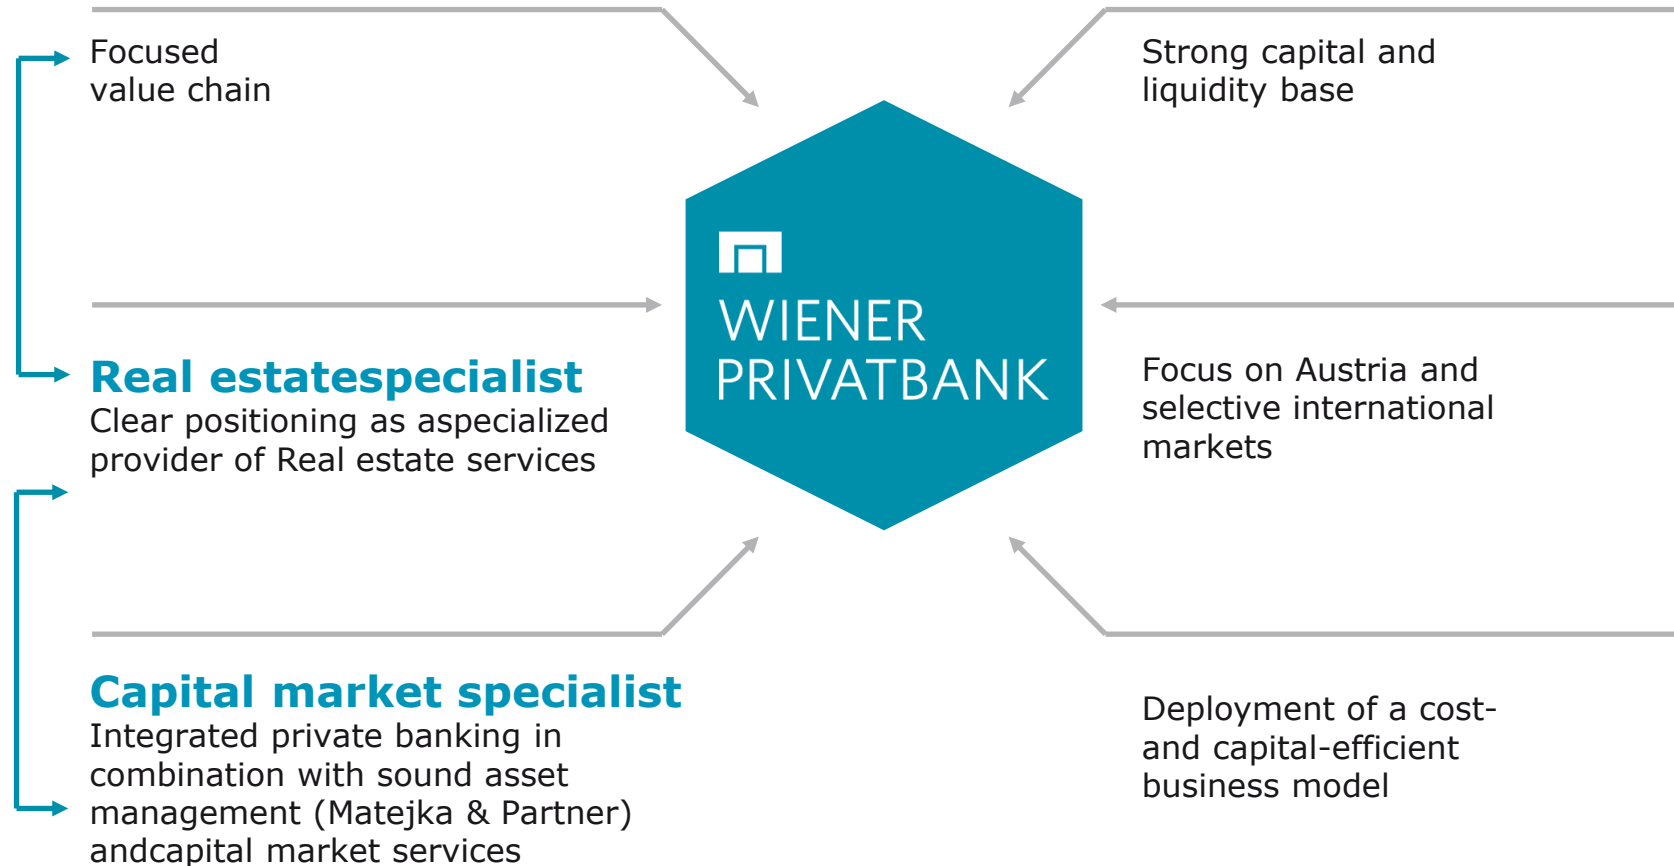 Focused
value chain
Real estatespecialist
Clear positioning as aspecialized
provider of Real estate services
Capital market specialist
Integrated private banking in
combination with sound asset
management (Matejka & Partner)
andcapital market services
WIENER
PRIVATBANK
Strong capital and
liquidity base
Focus on Austria and
selective international
markets
Deployment of a cost-
and capital-efficient
business model